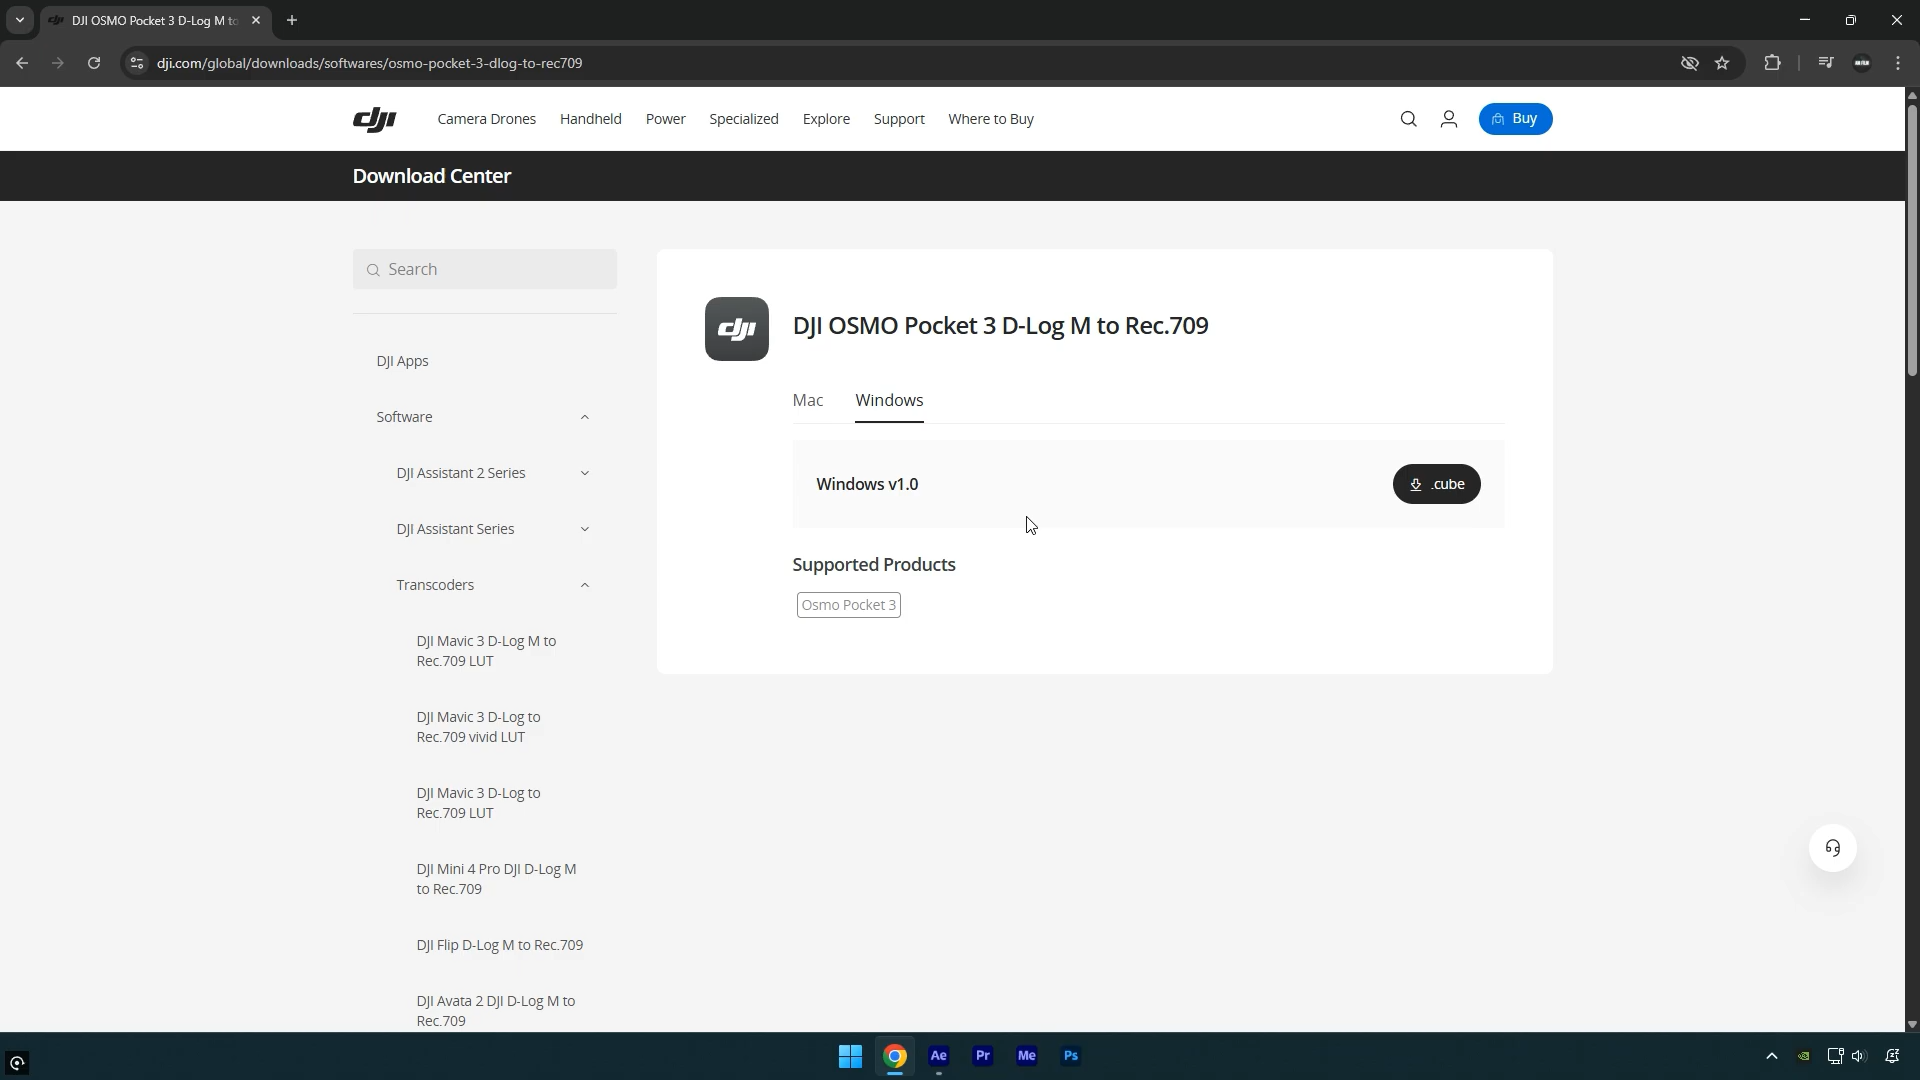 DJI OSMO Pocket 3 D-Log M to
dji.com/global/downloads/softwares/osmo-pocket-3-dlog-to-rec709
dji
Camera Drones
Handheld
Power
Specialized
Explore
Support
Where to Buy
Buy
Download Center
Search
DJI Apps
Software
DJI Assistant 2 Series
DJI Assistant Series
Transcoders
DJI Mavic 3 D-Log M to
Rec.709 LUT
DJI Mavic 3 D-Log to
Rec.709 vivid LUT
DJI Mavic 3 D-Log to
Rec.709 LUT
DJI Mini 4 Pro DJI D-Log M
to Rec.709
DJI Flip D-Log M to Rec.709
DJI Avata 2 DJI D-Log M to
Rec.709
dji
DJI OSMO Pocket 3 D-Log M to Rec.709
Mac
Windows
Windows v1.0
.cube
Supported Products
Osmo Pocket 3
Ae
Pr
Me
Ps